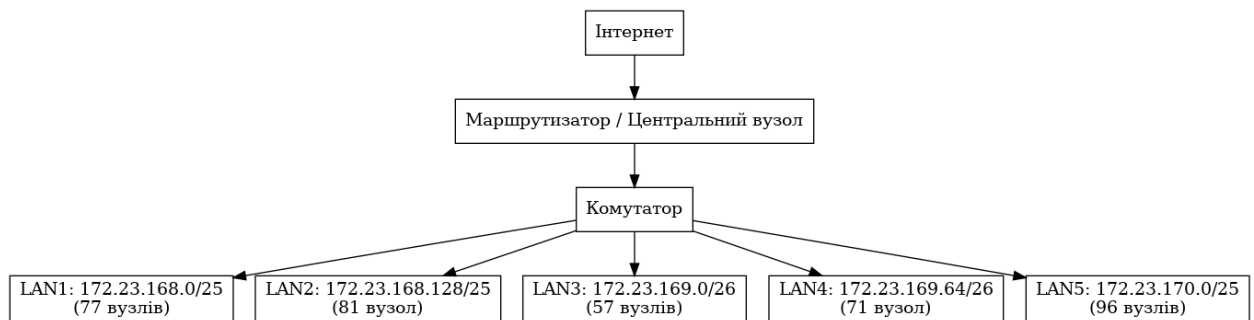 Інтернет
Маршрутизатор / Центральний вузол
Комутатор
LAN1: 172.23.168.0/25
(77 вузлів)
LAN2: 172.23.168.128/25
(81 вузол)
LAN3: 172.23.169.0/26
(57 вузлів)
LAN4: 172.23.169.64/26
(71 вузол)
LAN5: 172.23.170.0/25
(96 вузлів)